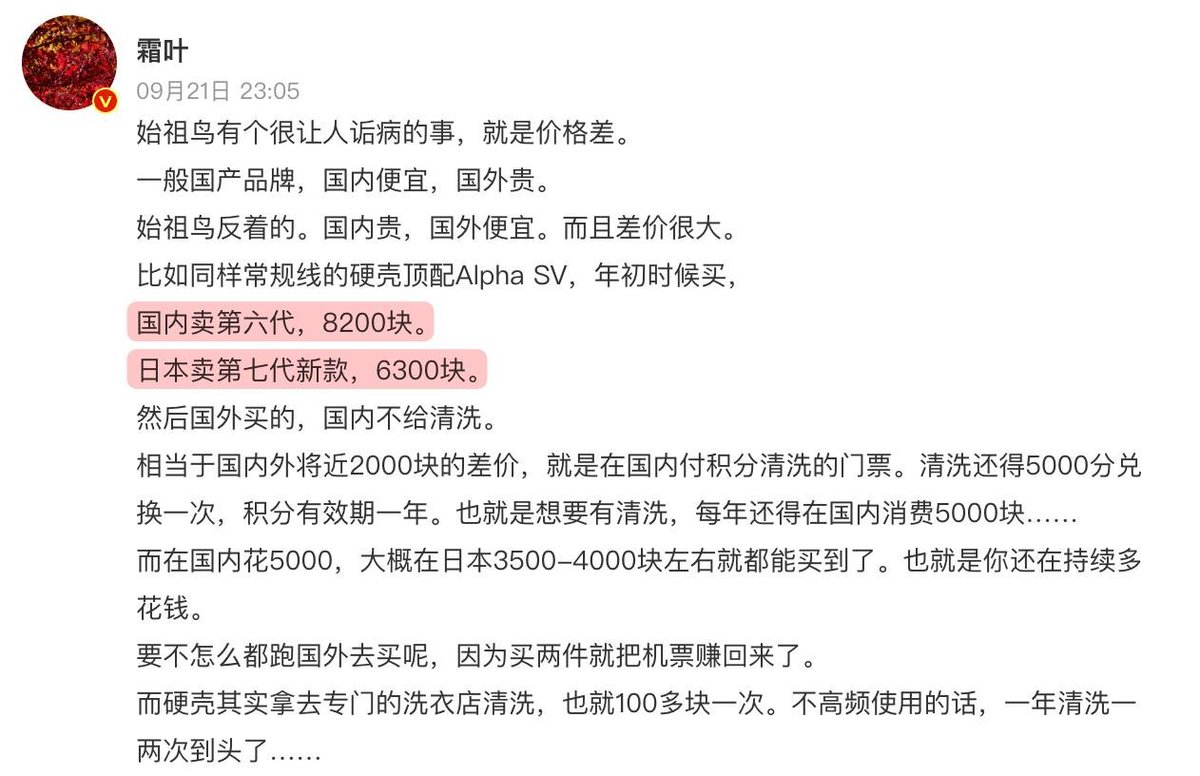 霜叶
09月21日 23:05
始祖鸟有个很让人诟病的事，就是价格差。
一般国产品牌，国内便宜，国外贵。
始祖鸟反着的。国内贵，国外便宜。而且差价很大。
比如同样常规线的硬壳顶配Alpha SV，年初时候买，
国内卖第六代，8200块。
日本卖第七代新款，6300块。
然后国外买的，国内不给清洗。
相当于国内外将近2000块的差价，就是在国内付积分清洗的门票。清洗还得5000分兑
换一次，积分有效期一年。也就是想要有清洗，每年还得在国内消费5000块……
而在国内花5000，大概在日本3500-4000块左右就都能买到了。也就是你还在持续多
花钱。
要不怎么都跑国外去买呢，因为买两件就把机票赚回来了。
而硬壳其实拿去专门的洗衣店清洗，也就100多块一次。不高频使用的话，一年清洗一
两次到头了……